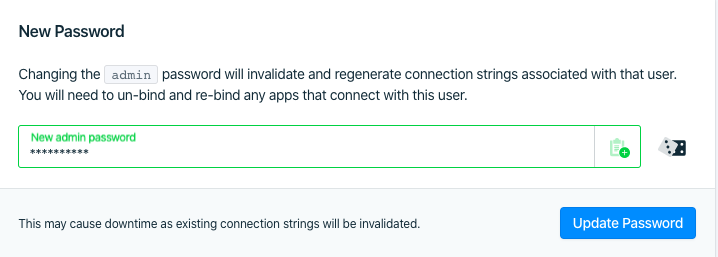 New Password
Changing the admin password will invalidate and regenerate connection strings associated with that user.
You will need to un-bind and re-bind any apps that connect with this user.
New admin password
**********
This may cause downtime as existing connection strings will be invalidated.
Update Password